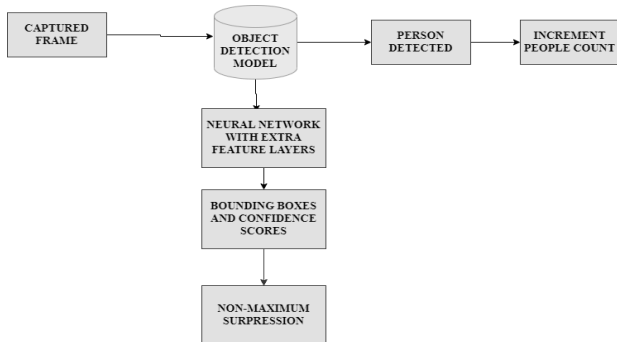 CAPTURED
FRAME
OBJECT
DETECTION
MODEL
PERSON
DETECTED
INCREMENT
PEOPLE COUNT
NEURAL NETWORK
WITH EXTRA
FEATURE LAYERS
BOUNDING BOXES
AND CONFIDENCE
SCORES
NON-MAXIMUM
SURPRESSION